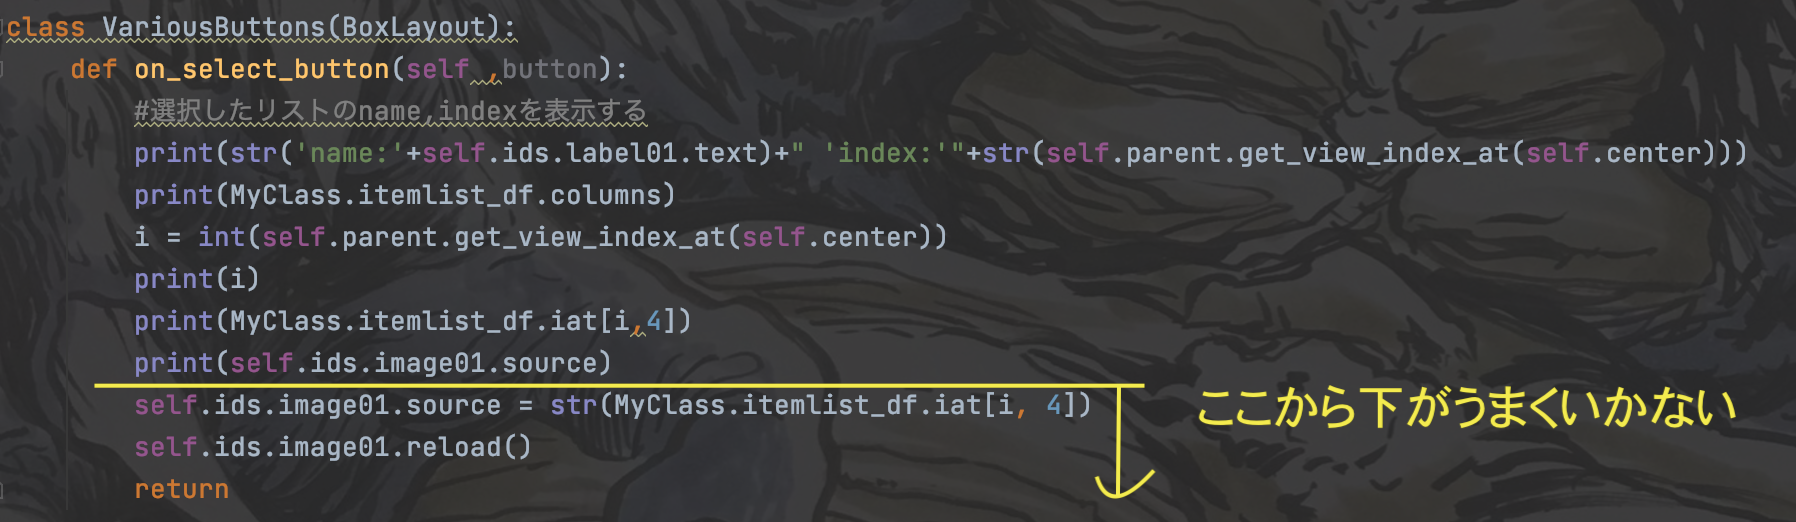 class VariousButtons(BoxLayout):
    def on_select_button(self ,button):
        #選択したリストのname,indexを表示する
        print(str('name:'+self.ids.label01.text)+" 'index:'"+str(self.parent.get_view_index_at(self.center)))
        print(MyClass.itemlist_df.columns)
        i = int(self.parent.get_view_index_at(self.center))
        print(i)
        print(MyClass.itemlist_df.iat[i,4])
        print(self.ids.image01.source)
        self.ids.image01.source = str(MyClass.itemlist_df.iat[i, 4])
ここから下がうまくいかない
        self.ids.image01.reload()
        return